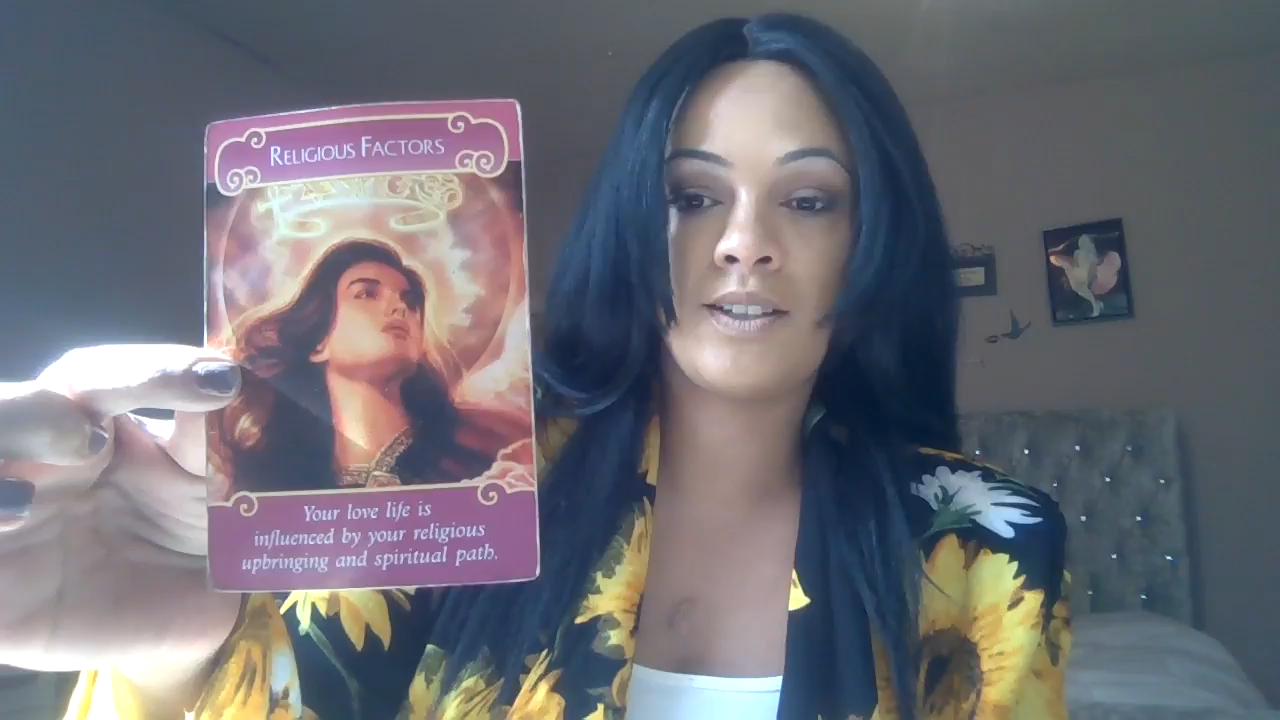 RELIGIOUS FACTORS
Your love life is
influenced by your religious
upbringing and spiritual path.